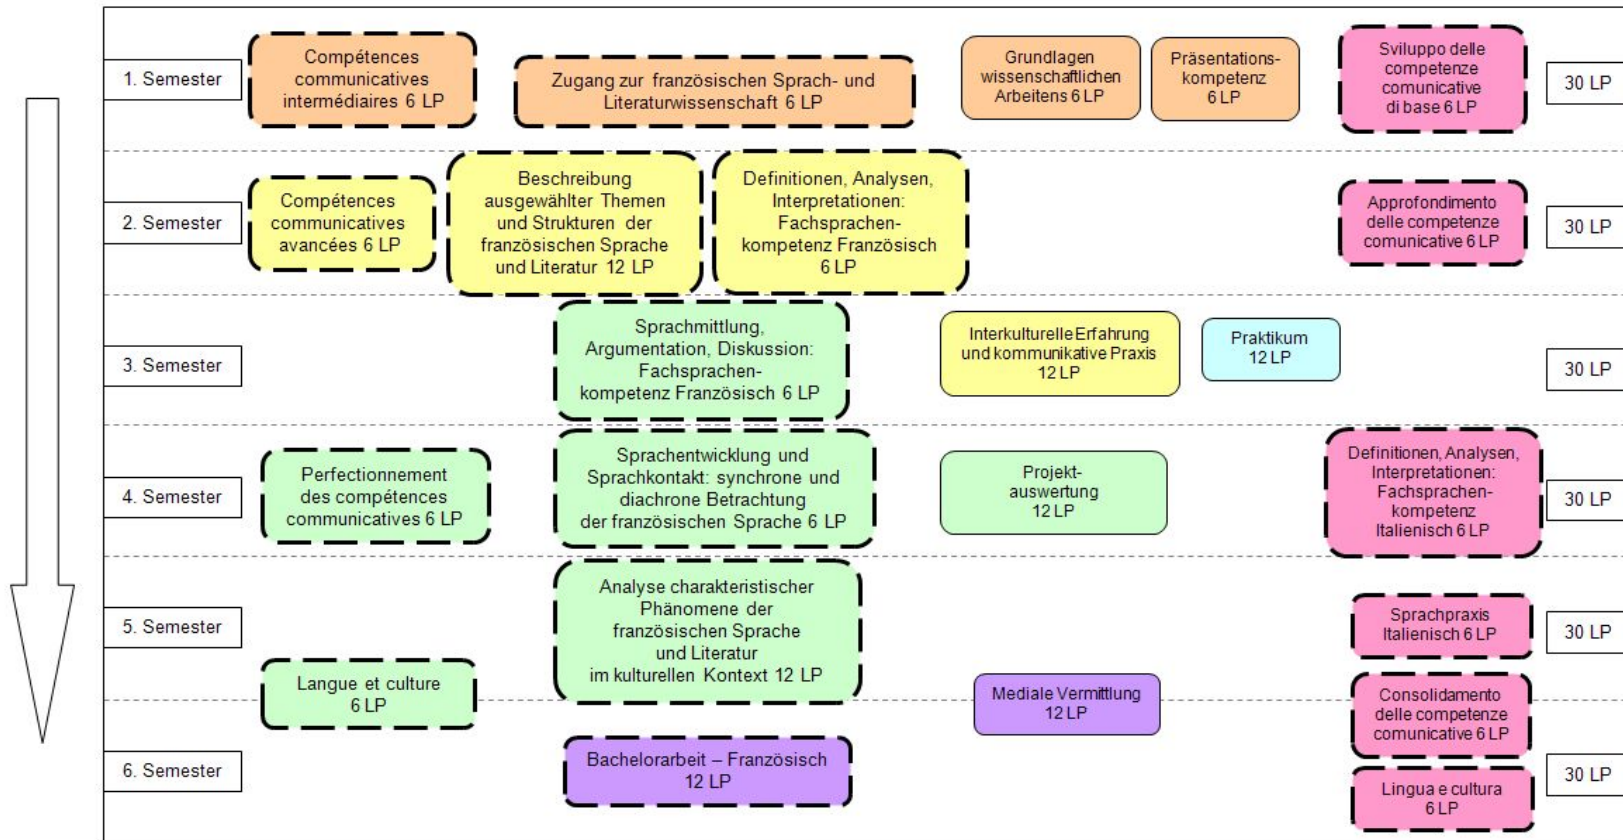 1. Semester
Compétences
communicatives
intermédiaires 6 LP
Zugang zur französischen Sprach- und
Literaturwissenschaft 6 LP
Grundlagen
wissenschaftlichen
Arbeitens 6 LP
Präsentations-
kompetenz
6 LP
Sviluppo delle
competenze
comunicative
di base 6 LP
30 LP
2. Semester
Compétences
communicatives
avancées 6 LP
Beschreibung
ausgewählter Themen
und Strukturen der
französischen Sprache
und Literatur 12 LP
Definitionen, Analysen,
Interpretationen:
Fachsprachen-
kompetenz Französisch
6 LP
Approfondimento
delle competenze
comunicative 6 LP
30 LP
3. Semester
Sprachmittlung,
Argumentation, Diskussion:
Fachsprachen-
kompetenz Französisch 6 LP
Interkulturelle Erfahrung
und kommunikative Praxis
12 LP
Praktikum
12 LP
30 LP
4. Semester
Perfectionnement
des compétences
communicatives 6 LP
Sprachentwicklung und
Sprachkontakt: synchrone und
diachrone Betrachtung
der französischen Sprache 6 LP
Projekt-
auswertung
12 LP
Definitionen, Analysen,
Interpretationen:
Fachsprachen-
kompetenz
Italienisch 6 LP
30 LP
5. Semester
Analyse charakteristischer
Phänomene der
französischen Sprache
und Literatur
im kulturellen Kontext 12 LP
Sprachpraxis
Italienisch 6 LP
30 LP
Langue et culture
6 LP
Mediale Vermittlung
12 LP
Consolidamento
delle competenze
comunicative 6 LP
6. Semester
Bachelorarbeit – Französisch
12 LP
Lingua e cultura
6 LP
30 LP